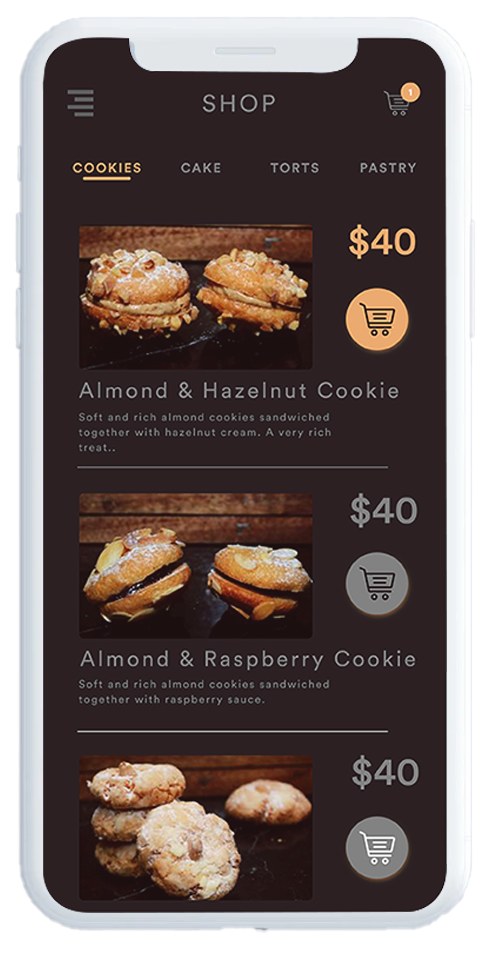 SHOP
1
COOKIES CAKE TORTS PASTRY
$40
Almond & Hazelnut Cookie
Soft and rich almond cookies sandwiched
together with hazelnut cream. A very rich
treat..
$40
Almond & Raspberry Cookie
Soft and rich almond cookies sandwiched
together with raspberry sauce.
$40